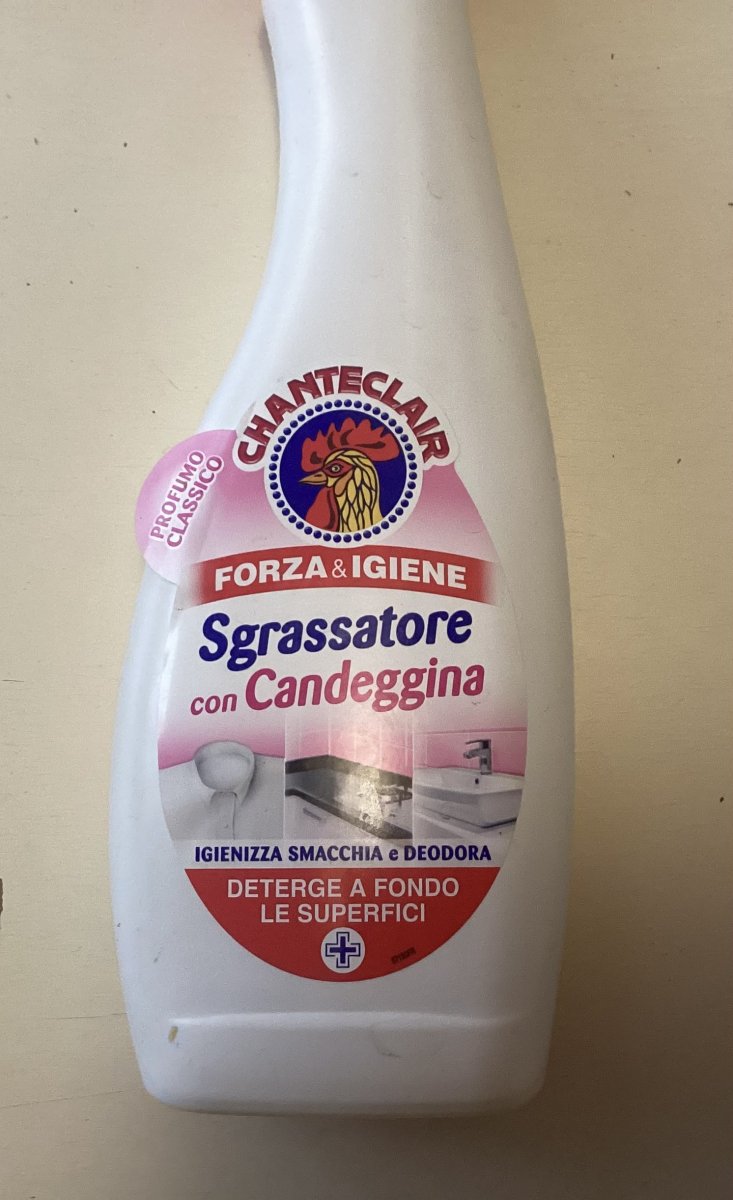 CHANTECLAIR
PROFUMO
CLASSICO
FORZA & IGIENE
Sgrassatore
con Candeggina
IGIENIZZA SMACCHIA e DEODORA
DETERGE A FONDO
LE SUPERFICI